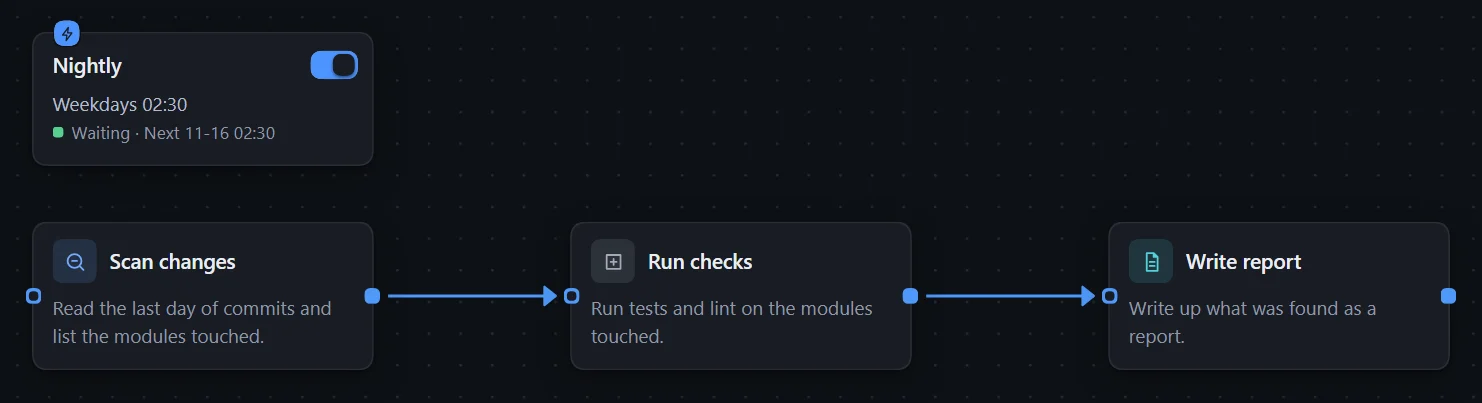 Nightly
Weekdays 02:30
Waiting · Next 11-16 02:30
Scan changes
Read the last day of commits and
list the modules touched.
Run checks
Run tests and lint on the modules
touched.
Write report
Write up what was found as a
report.